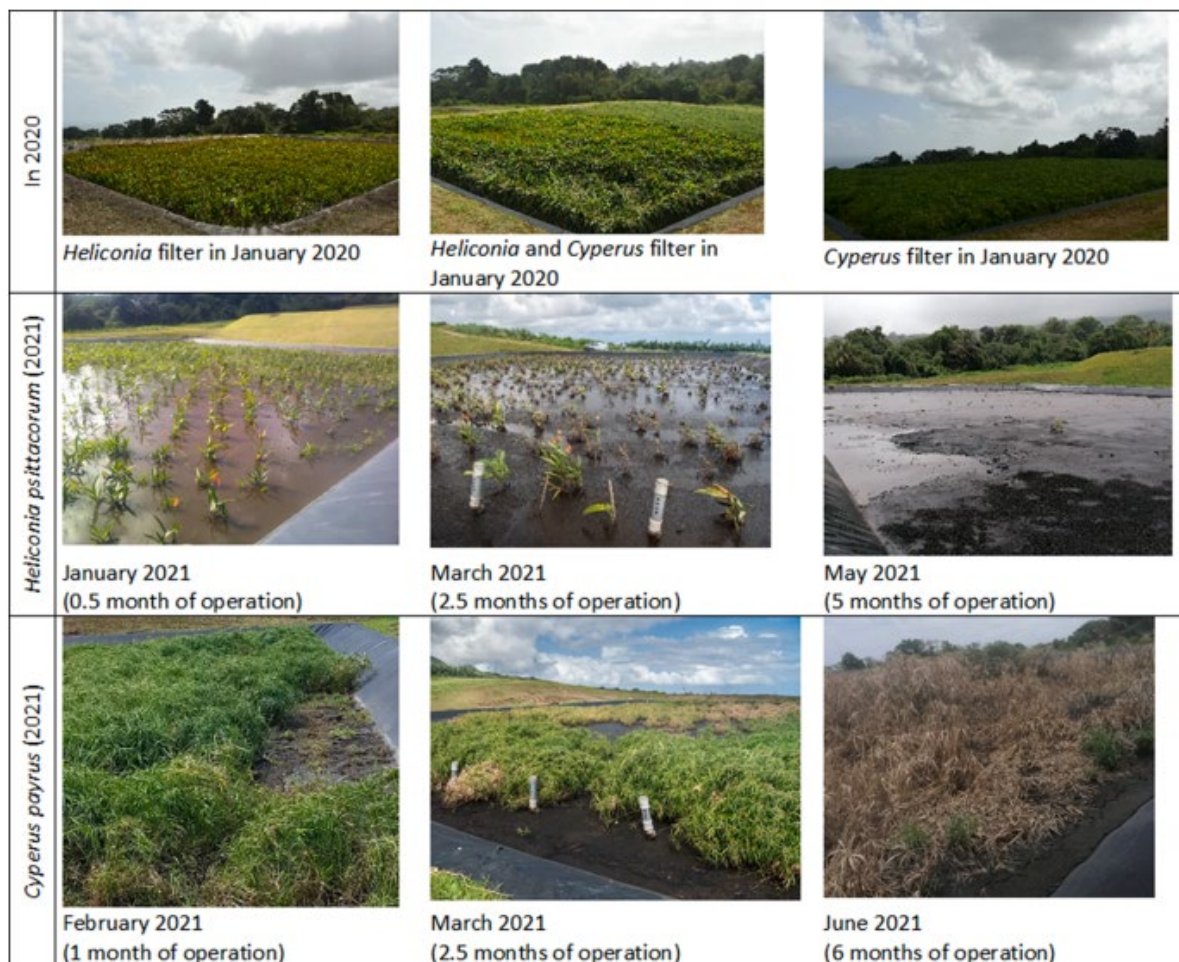 In 2020
Heliconia filter in January 2020
Heliconia and Cyperus filter in
January 2020
Cyperus filter in January 2020
Heliconia psittacorum (2021)
January 2021
(0.5 month of operation)
March 2021
(2.5 months of operation)
May 2021
(5 months of operation)
Cyperus payrus (2021)
February 2021
(1 month of operation)
March 2021
(2.5 months of operation)
June 2021
(6 months of operation)